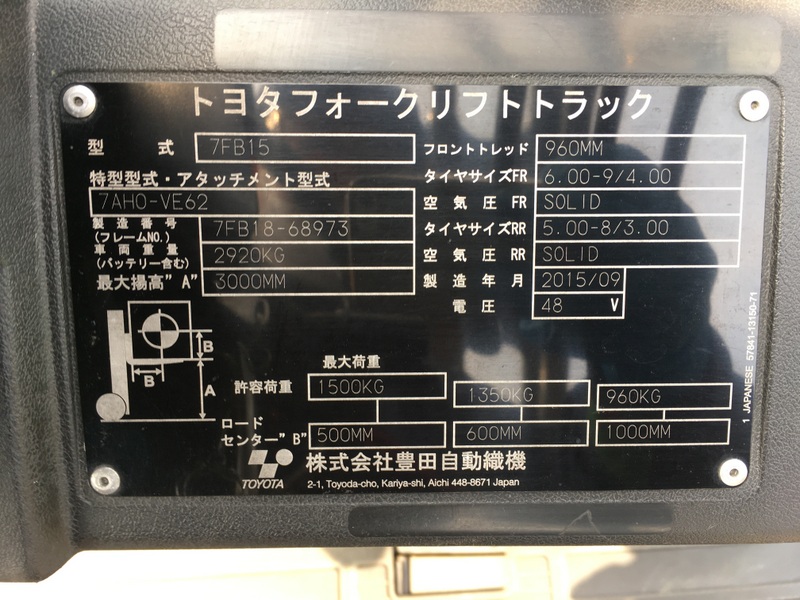 トヨタフォークリフトトラック
型 式 7FB15 フロントトレッド 960MM
特型型式・アタッチメント型式 タイヤサイズFR 6.00-9/4.00
7AH0-VE62 空気圧 FR SOLID
製造番号 (フレームNO.) 7FB18-68973 タイヤサイズRR 5.00-8/3.00
車両重量 (バッテリー含む) 2920KG 空気圧 RR SOLID
最大揚高"A" 3000MM 製造年月 2015/09
電圧 48 V
B
B
A
最大荷重
許容荷重 1500KG 1350KG 960KG
ロードセンター"B" 500MM 600MM 1000MM
TOYOTA 株式会社豊田自動織機
2-1, Toyoda-cho, Kariya-shi, Aichi 448-8671 Japan
1 JAPANESE 57641-13150-71